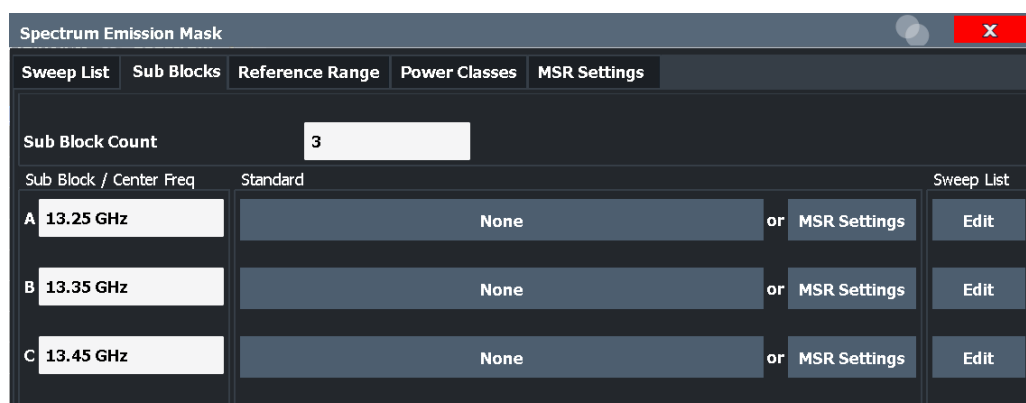 Spectrum Emission Mask X
Sweep List Sub Blocks Reference Range Power Classes MSR Settings
Sub Block Count 3
Sub Block / Center Freq Standard Sweep List
A 13.25 GHz None or MSR Settings Edit
B 13.35 GHz None or MSR Settings Edit
C 13.45 GHz None or MSR Settings Edit